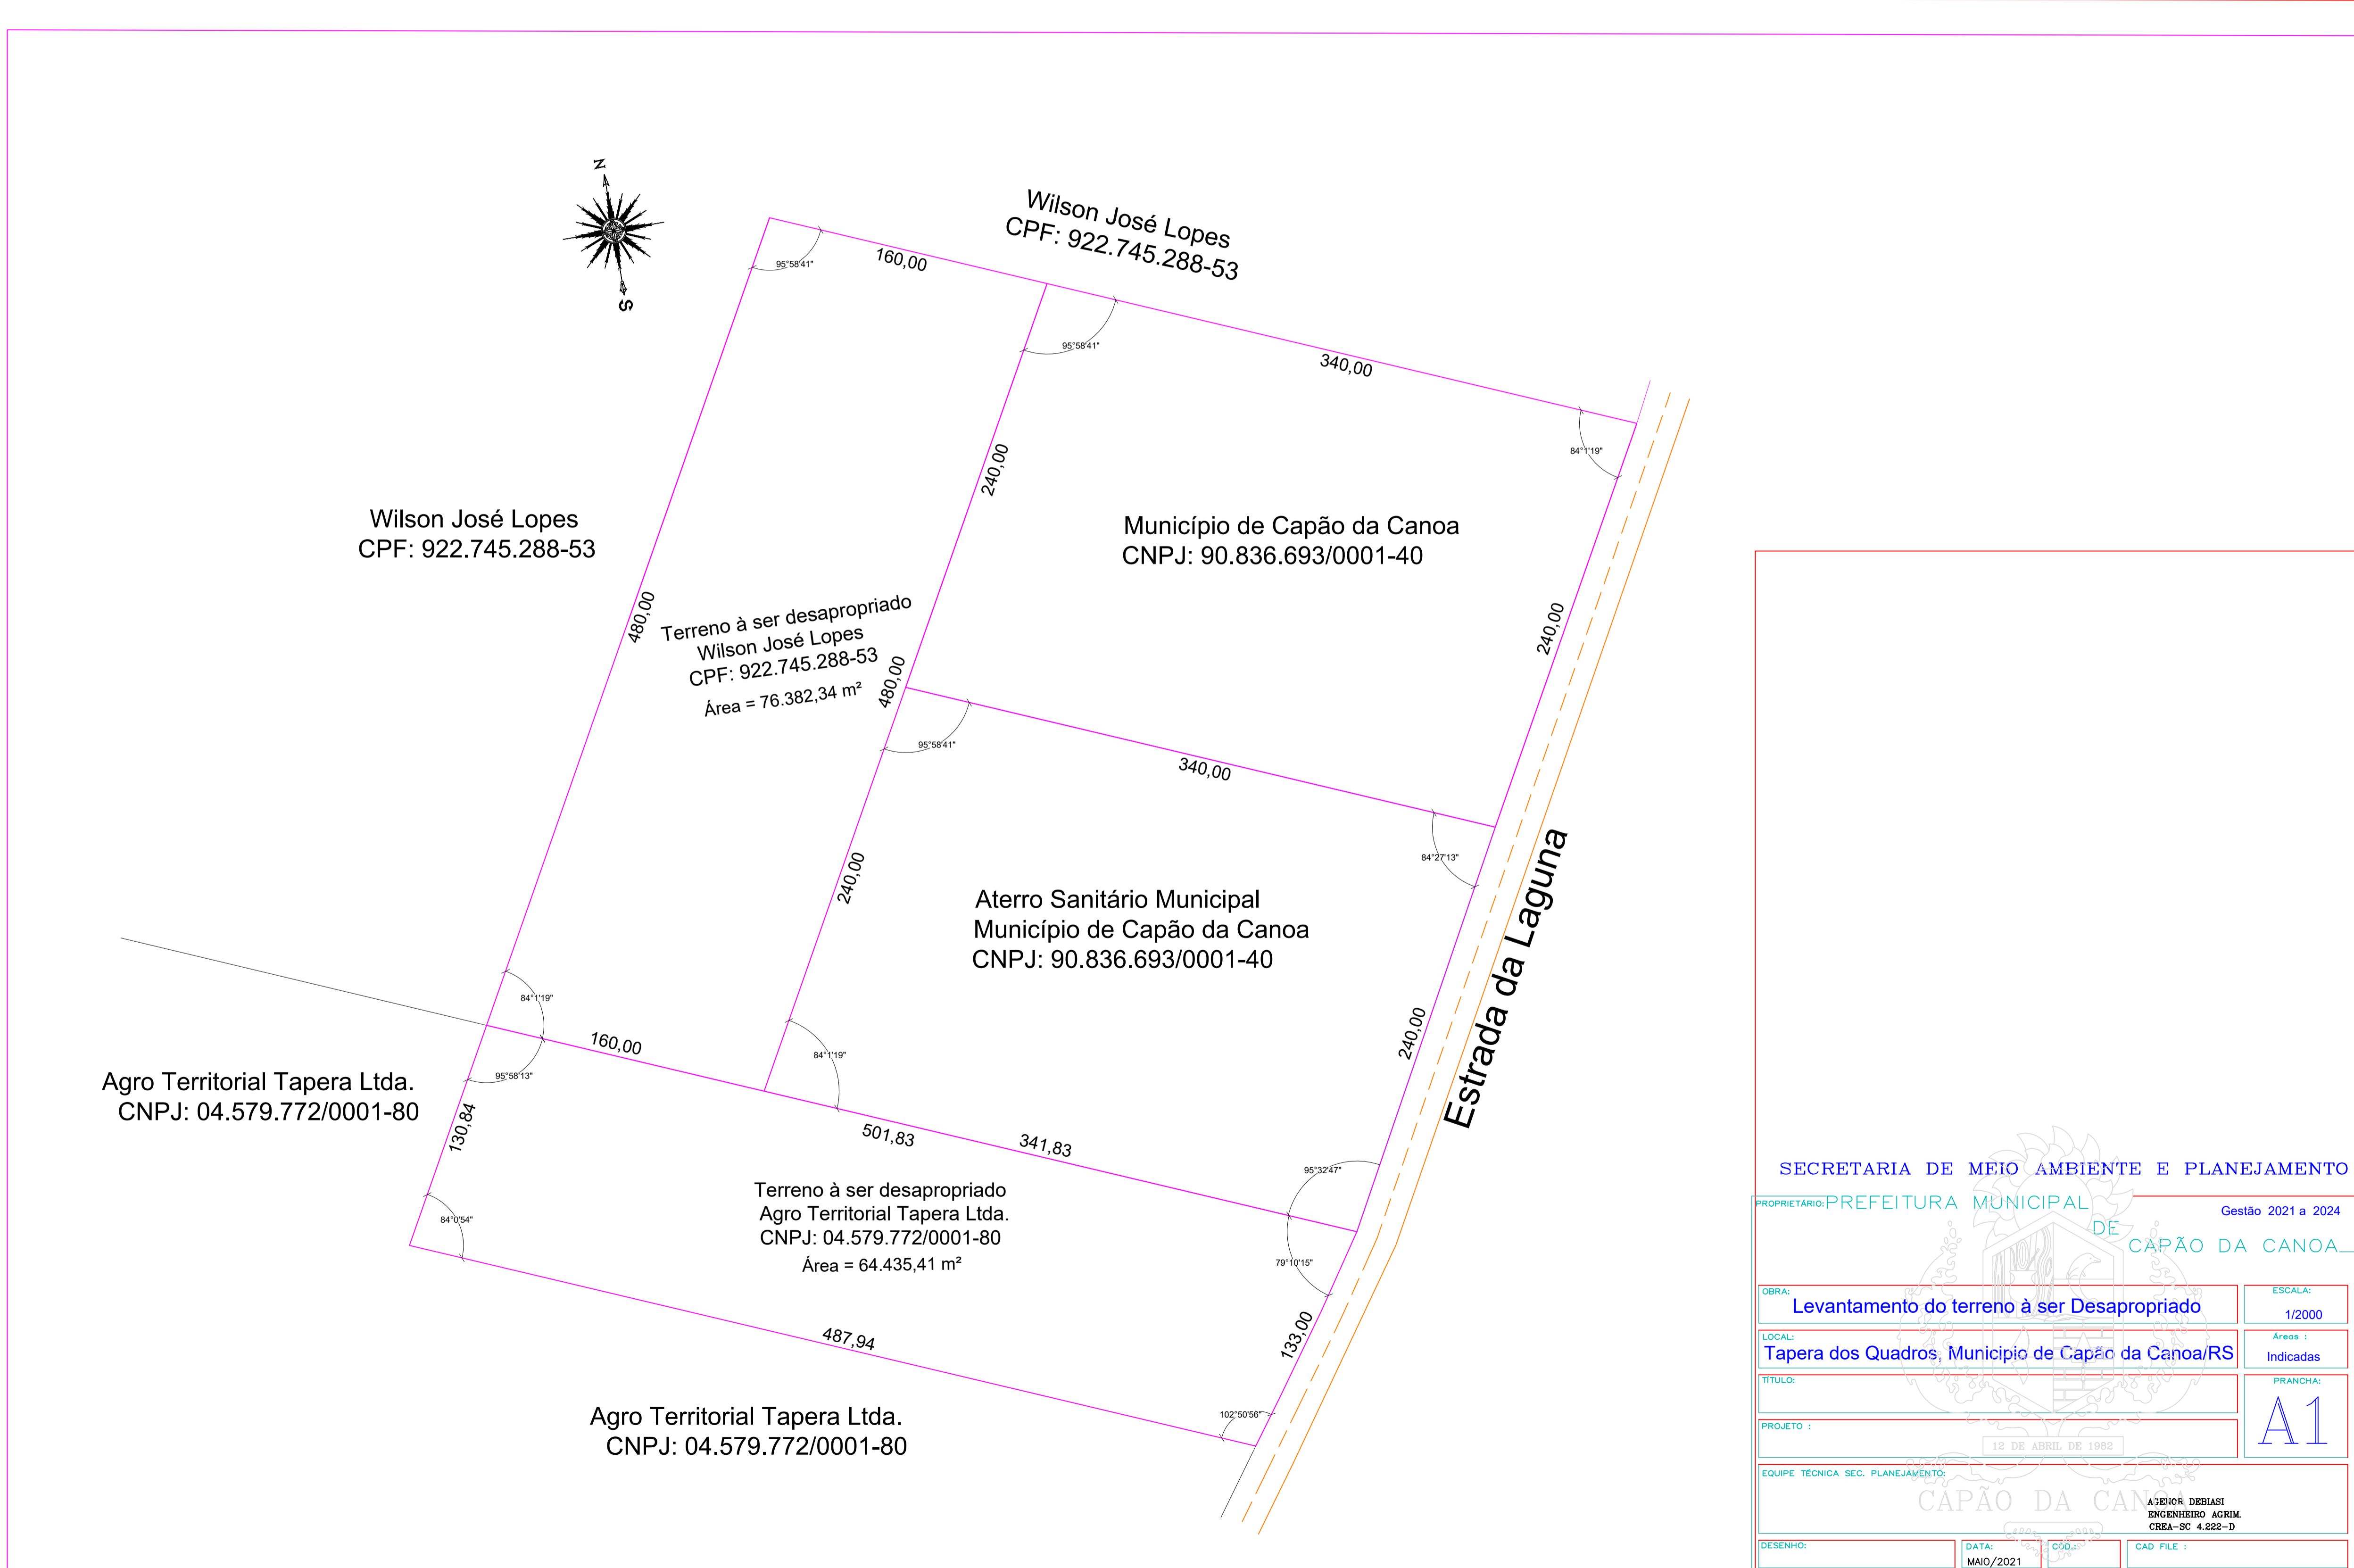 N
S
Wilson José Lopes
CPF: 922.745.288-53
95°58'41"
160,00
95°58'41"
340,00
84°1'19"
240,00
Wilson José Lopes
CPF: 922.745.288-53
Município de Capão da Canoa
CNPJ: 90.836.693/0001-40
480,00
Terreno à ser desapropriado
Wilson José Lopes
CPF: 922.745.288-53
Área = 76.382,34 m²
480,00
240,00
95°58'41"
340,00
84°27'13"
240,00
Aterro Sanitário Municipal
Município de Capão da Canoa
CNPJ: 90.836.693/0001-40
Estrada da Laguna
240,00
84°1'19"
160,00
84°1'19"
95°58'13"
Agro Territorial Tapera Ltda.
CNPJ: 04.579.772/0001-80
130,84
501,83
341,83
95°32'47"
84°0'54"
Terreno à ser desapropriado
Agro Territorial Tapera Ltda.
CNPJ: 04.579.772/0001-80
Área = 64.435,41 m²
79°10'15"
133,00
487,94
102°50'56"
Agro Territorial Tapera Ltda.
CNPJ: 04.579.772/0001-80
SECRETARIA DE MEIO AMBIENTE E PLANEJAMENTO
PROPRIETÁRIO: PREFEITURA MUNICIPAL
DE
CAPÃO DA CANOA
Gestão 2021 a 2024
OBRA:
Levantamento do terreno à ser Desapropriado
ESCALA:
1/2000
LOCAL:
Tapera dos Quadros, Municipio de Capão da Canoa/RS
Áreas :
Indicadas
TÍTULO:
PRANCHA:
A1
PROJETO :
12 DE ABRIL DE 1982
EQUIPE TÉCNICA SEC. PLANEJAMENTO:
CAPÃO DA CANOA
AGENOR DEBIASI
ENGENHEIRO AGRIM.
CREA-SC 4.222-D
DESENHO:
DATA:
MAIO/2021
COD.:
CAD FILE :